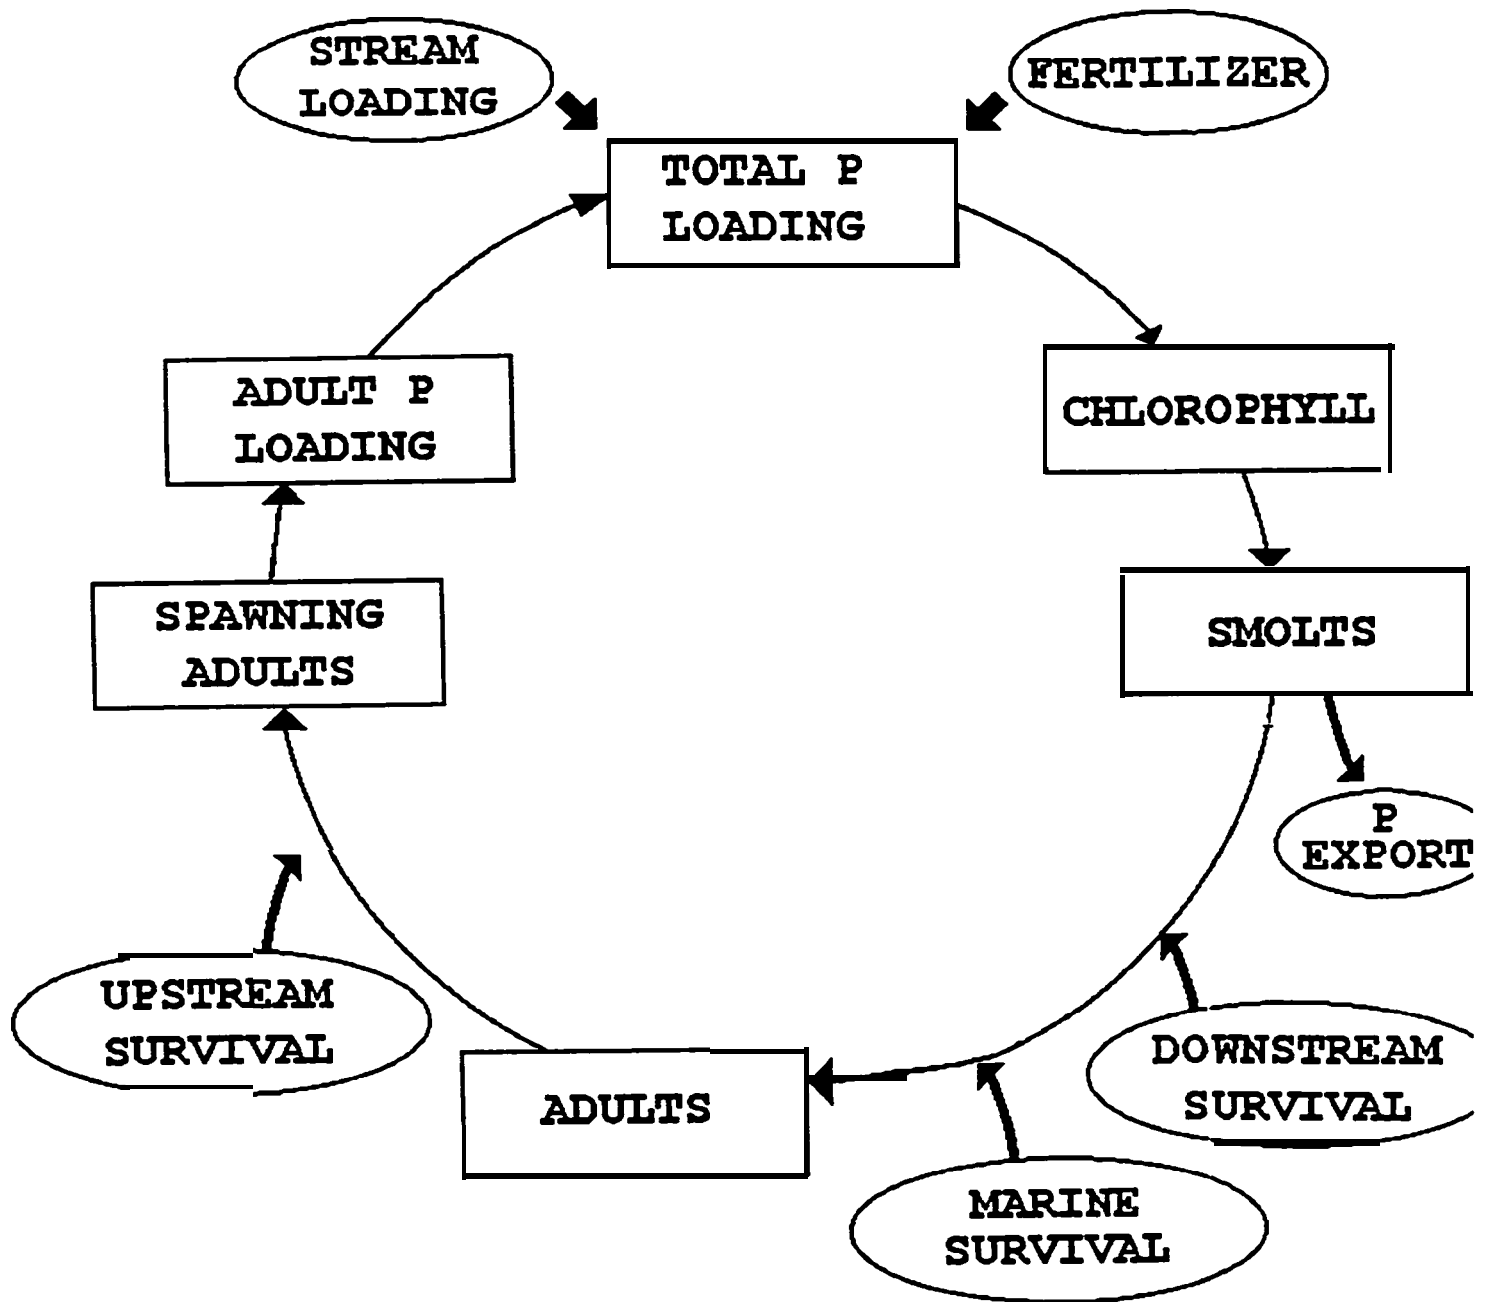 STREAM
LOADING
FERTILIZER
TOTAL P
LOADING
ADULT P
LOADING
CHLOROPHYLL
SPAWNING
ADULTS
SMOLTS
P
EXPORT
UPSTREAM
SURVIVAL
DOWNSTREAM
SURVIVAL
ADULTS
MARINE
SURVIVAL